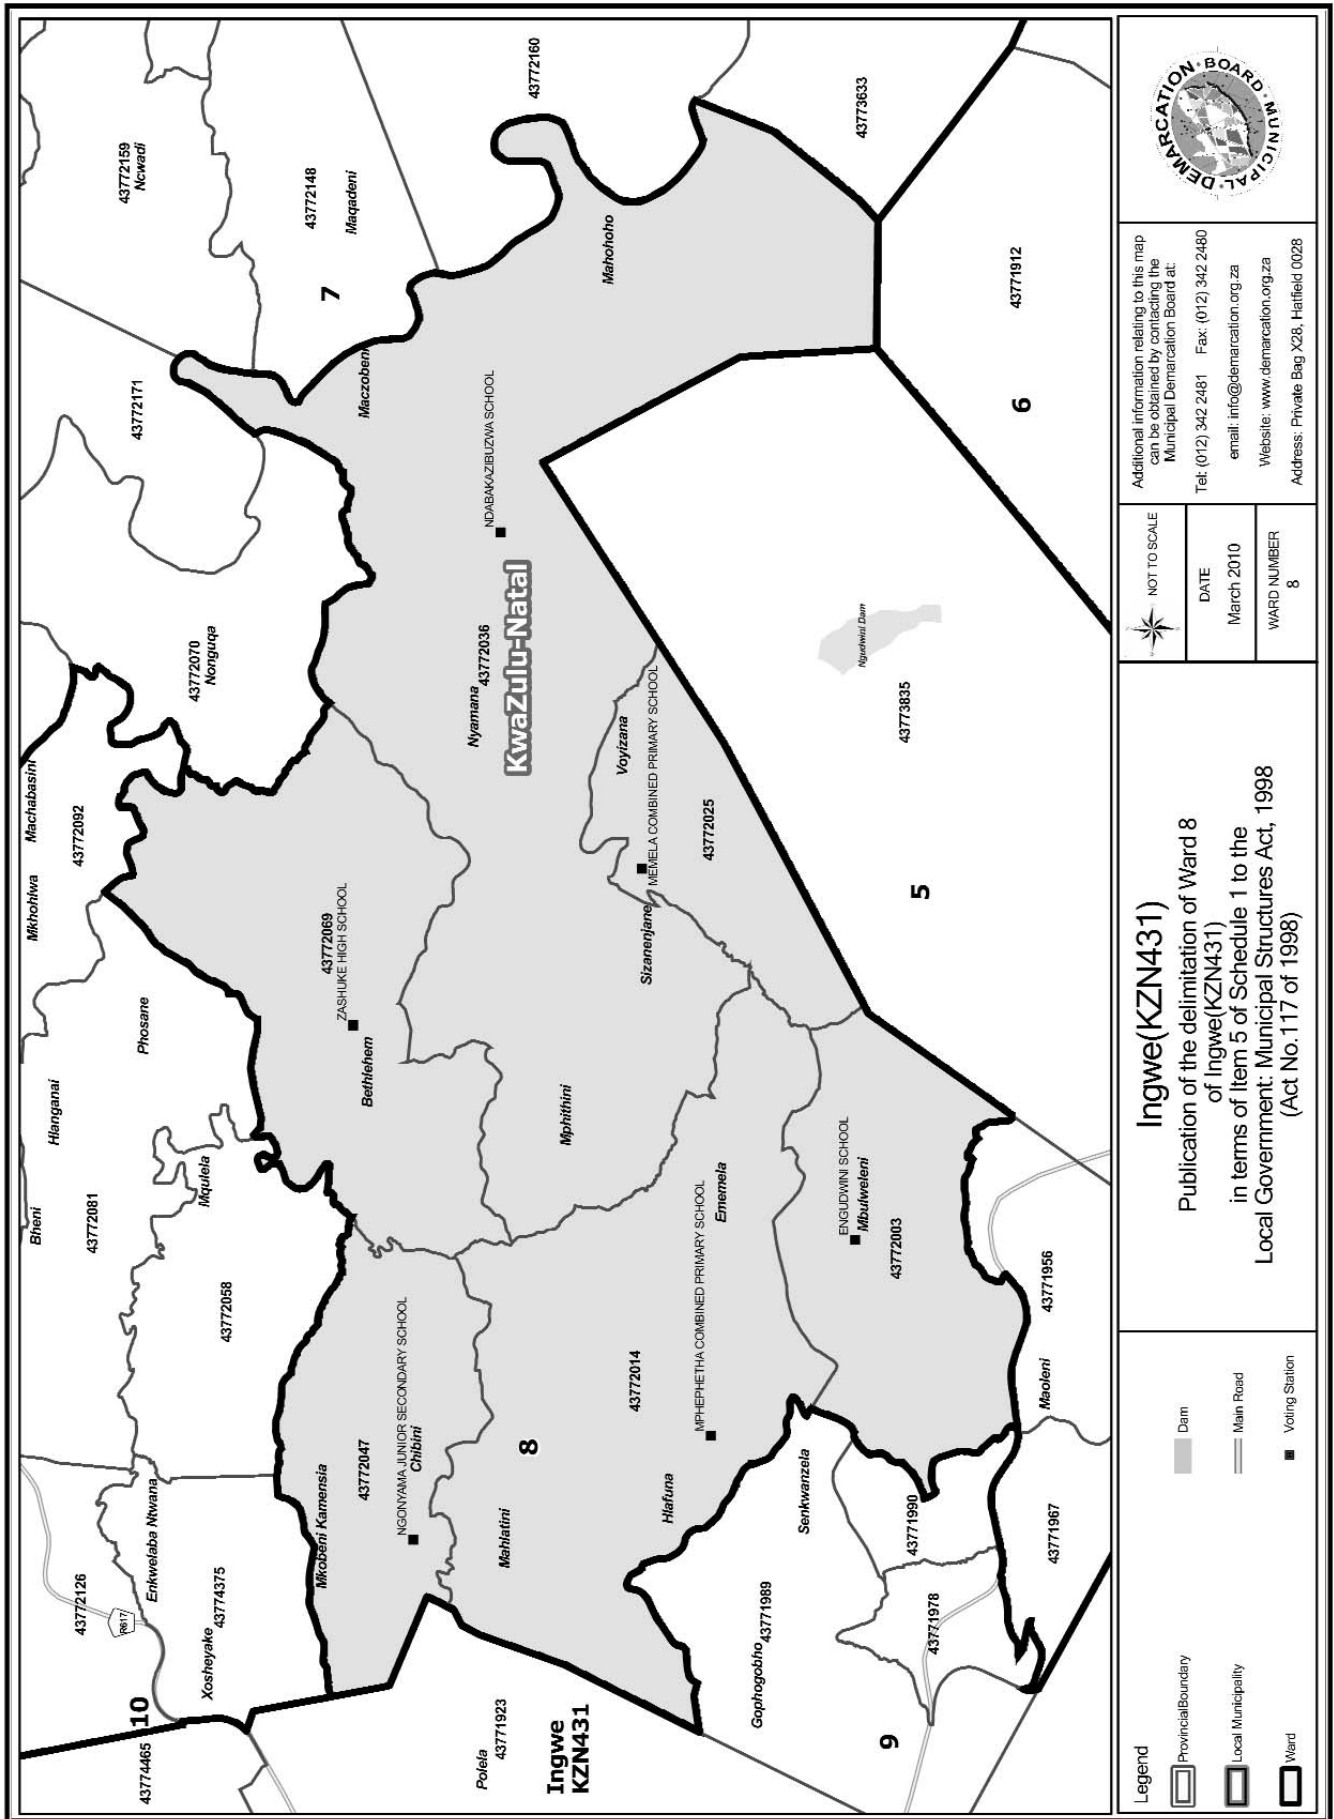 43774465
10
43772126
R617
Enkwelaba Ntwana
Xosheyake
43774375
Bheni
Hlanganai
43772081
Phosane
Mqulela
43772058
Mkhohlwa
Machabasini
43772092
43772070
Nonguqa
43772171
43772159
Ncwadi
43772148
Maqadeni
7
43772160
43773633
Polela
43771923
Ingwe
KZN431
Mkobeni Kamensia
43772047
NGONYAMA JUNIOR SECONDARY SCHOOL
Chibini
Mahlatini
8
43772014
Hlafuna
MPHEPHETHA COMBINED PRIMARY SCHOOL
Ememela
43772069
ZASHUKE HIGH SCHOOL
Bethlehem
Mphithini
Nyamana
43772036
KwaZulu-Natal
NDABAKAZIBUZWA SCHOOL
Maczobeni
Mahohoho
Voyizana
MEMELA COMBINED PRIMARY SCHOOL
Sizanenjane
43772025
ENGUDWINI SCHOOL
Mbulweleni
43772003
Gophogobho
43771989
Senkwanzela
43771990
43771978
9
43771967
Maoleni
43771956
Ngudwini Dam
43773835
5
6
43771912
Legend
ProvincialBoundary
Local Municipality
Ward
Dam
Main Road
Voting Station
Ingwe(KZN431)
Publication of the delimitation of Ward 8
of Ingwe(KZN431)
in terms of Item 5 of Schedule 1 to the
Local Government: Municipal Structures Act, 1998
(Act No.117 of 1998)
NOT TO SCALE
DATE
March 2010
WARD NUMBER
8
Additional information relating to this map
can be obtained by contacting the
Municipal Demarcation Board at:
Tel: (012) 342 2481 Fax: (012) 342 2480
email: info@demarcation.org.za
Website: www.demarcation.org.za
Address: Private Bag X28, Hatfield 0028
MUNICIPAL DEMARCATION BOARD